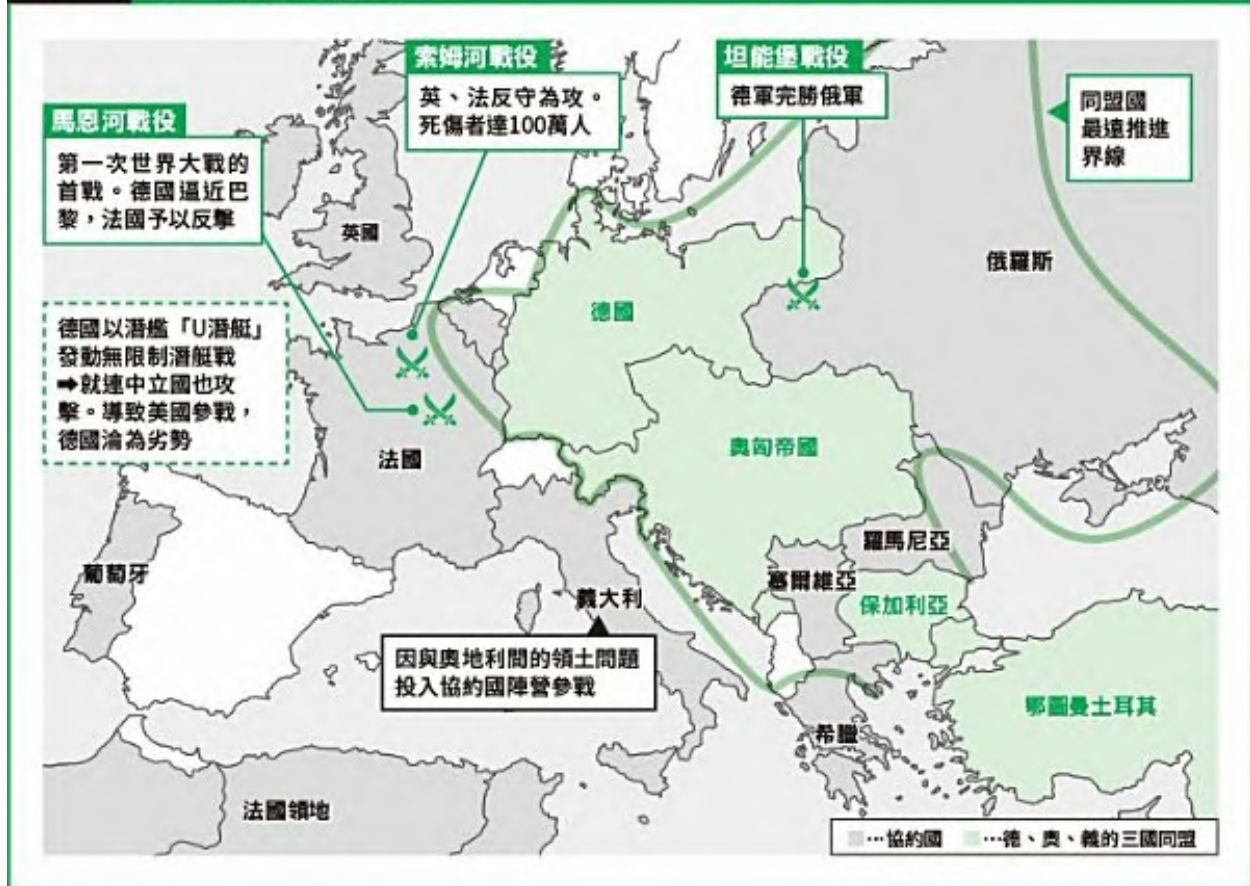 馬恩河戰役
第一次世界大戰的
首戰。德國逼近巴
黎，法國予以反擊
索姆河戰役
英、法反守為攻。
死傷者達100萬人
坦能堡戰役
德軍完勝俄軍
同盟國
最遠推進
界線
德國以潛艦「U潛艇」
發動無限制潛艇戰
➡就連中立國也攻
擊。導致美國參戰，
德國淪為劣勢
英國
俄羅斯
德國
奧匈帝國
法國
羅馬尼亞
塞爾維亞
保加利亞
葡萄牙
義大利
因與奧地利間的領土問題
投入協約國陣營參戰
鄂圖曼土耳其
希臘
法國領地
…協約國 …德、奧、義的三國同盟